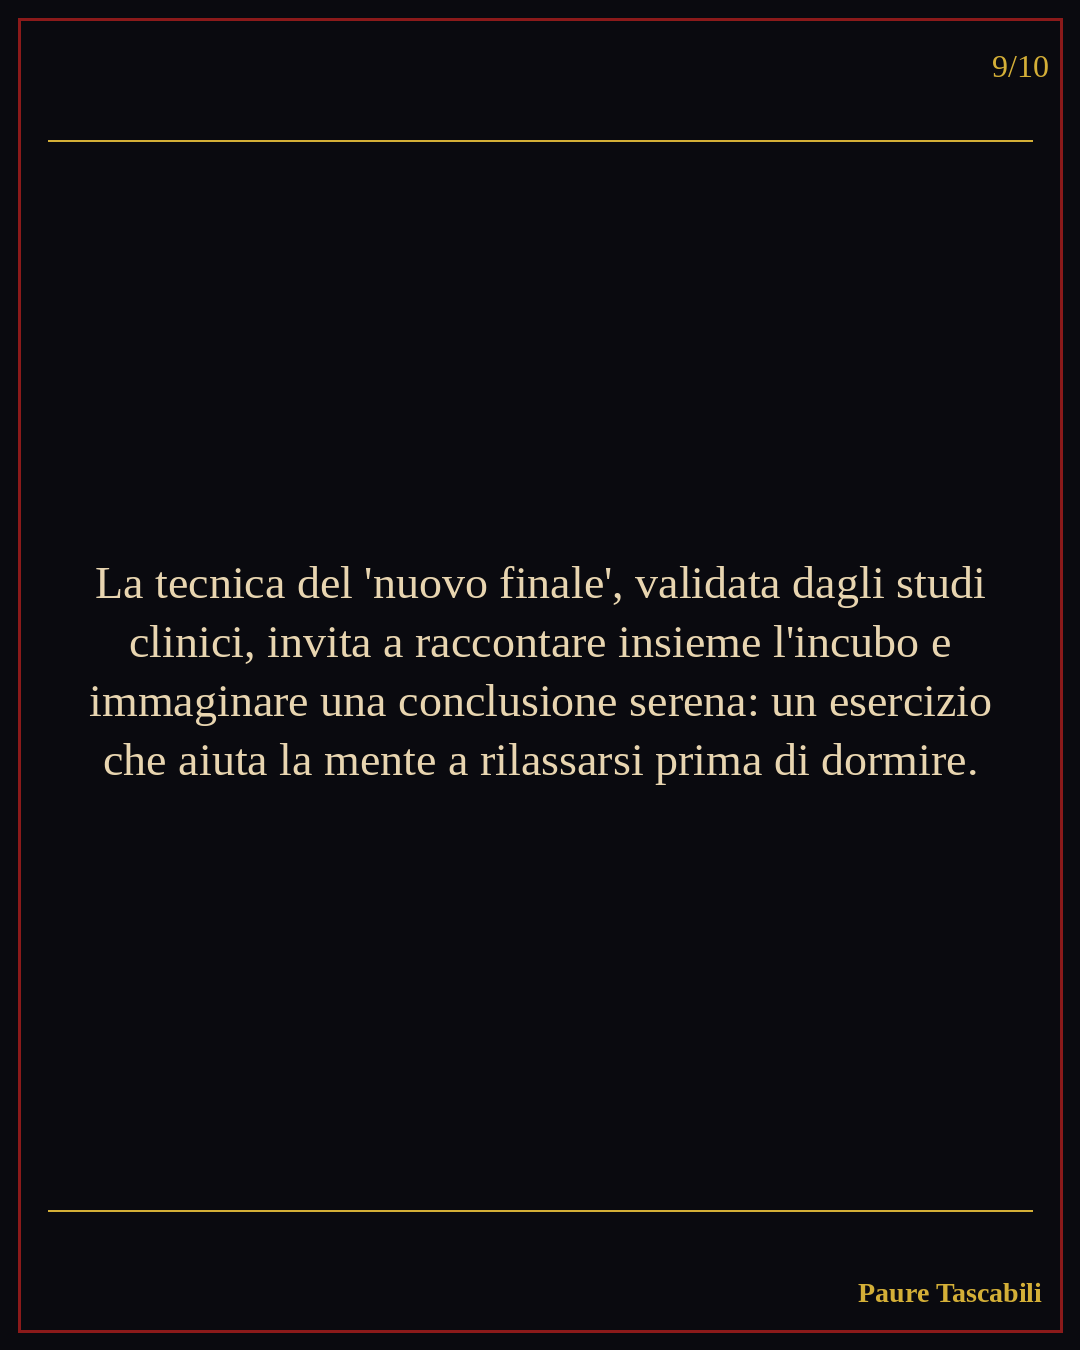 9/10
La tecnica del 'nuovo finale', validata dagli studi
clinici, invita a raccontare insieme l'incubo e
immaginare una conclusione serena: un esercizio
che aiuta la mente a rilassarsi prima di dormire.
Paure Tascabili